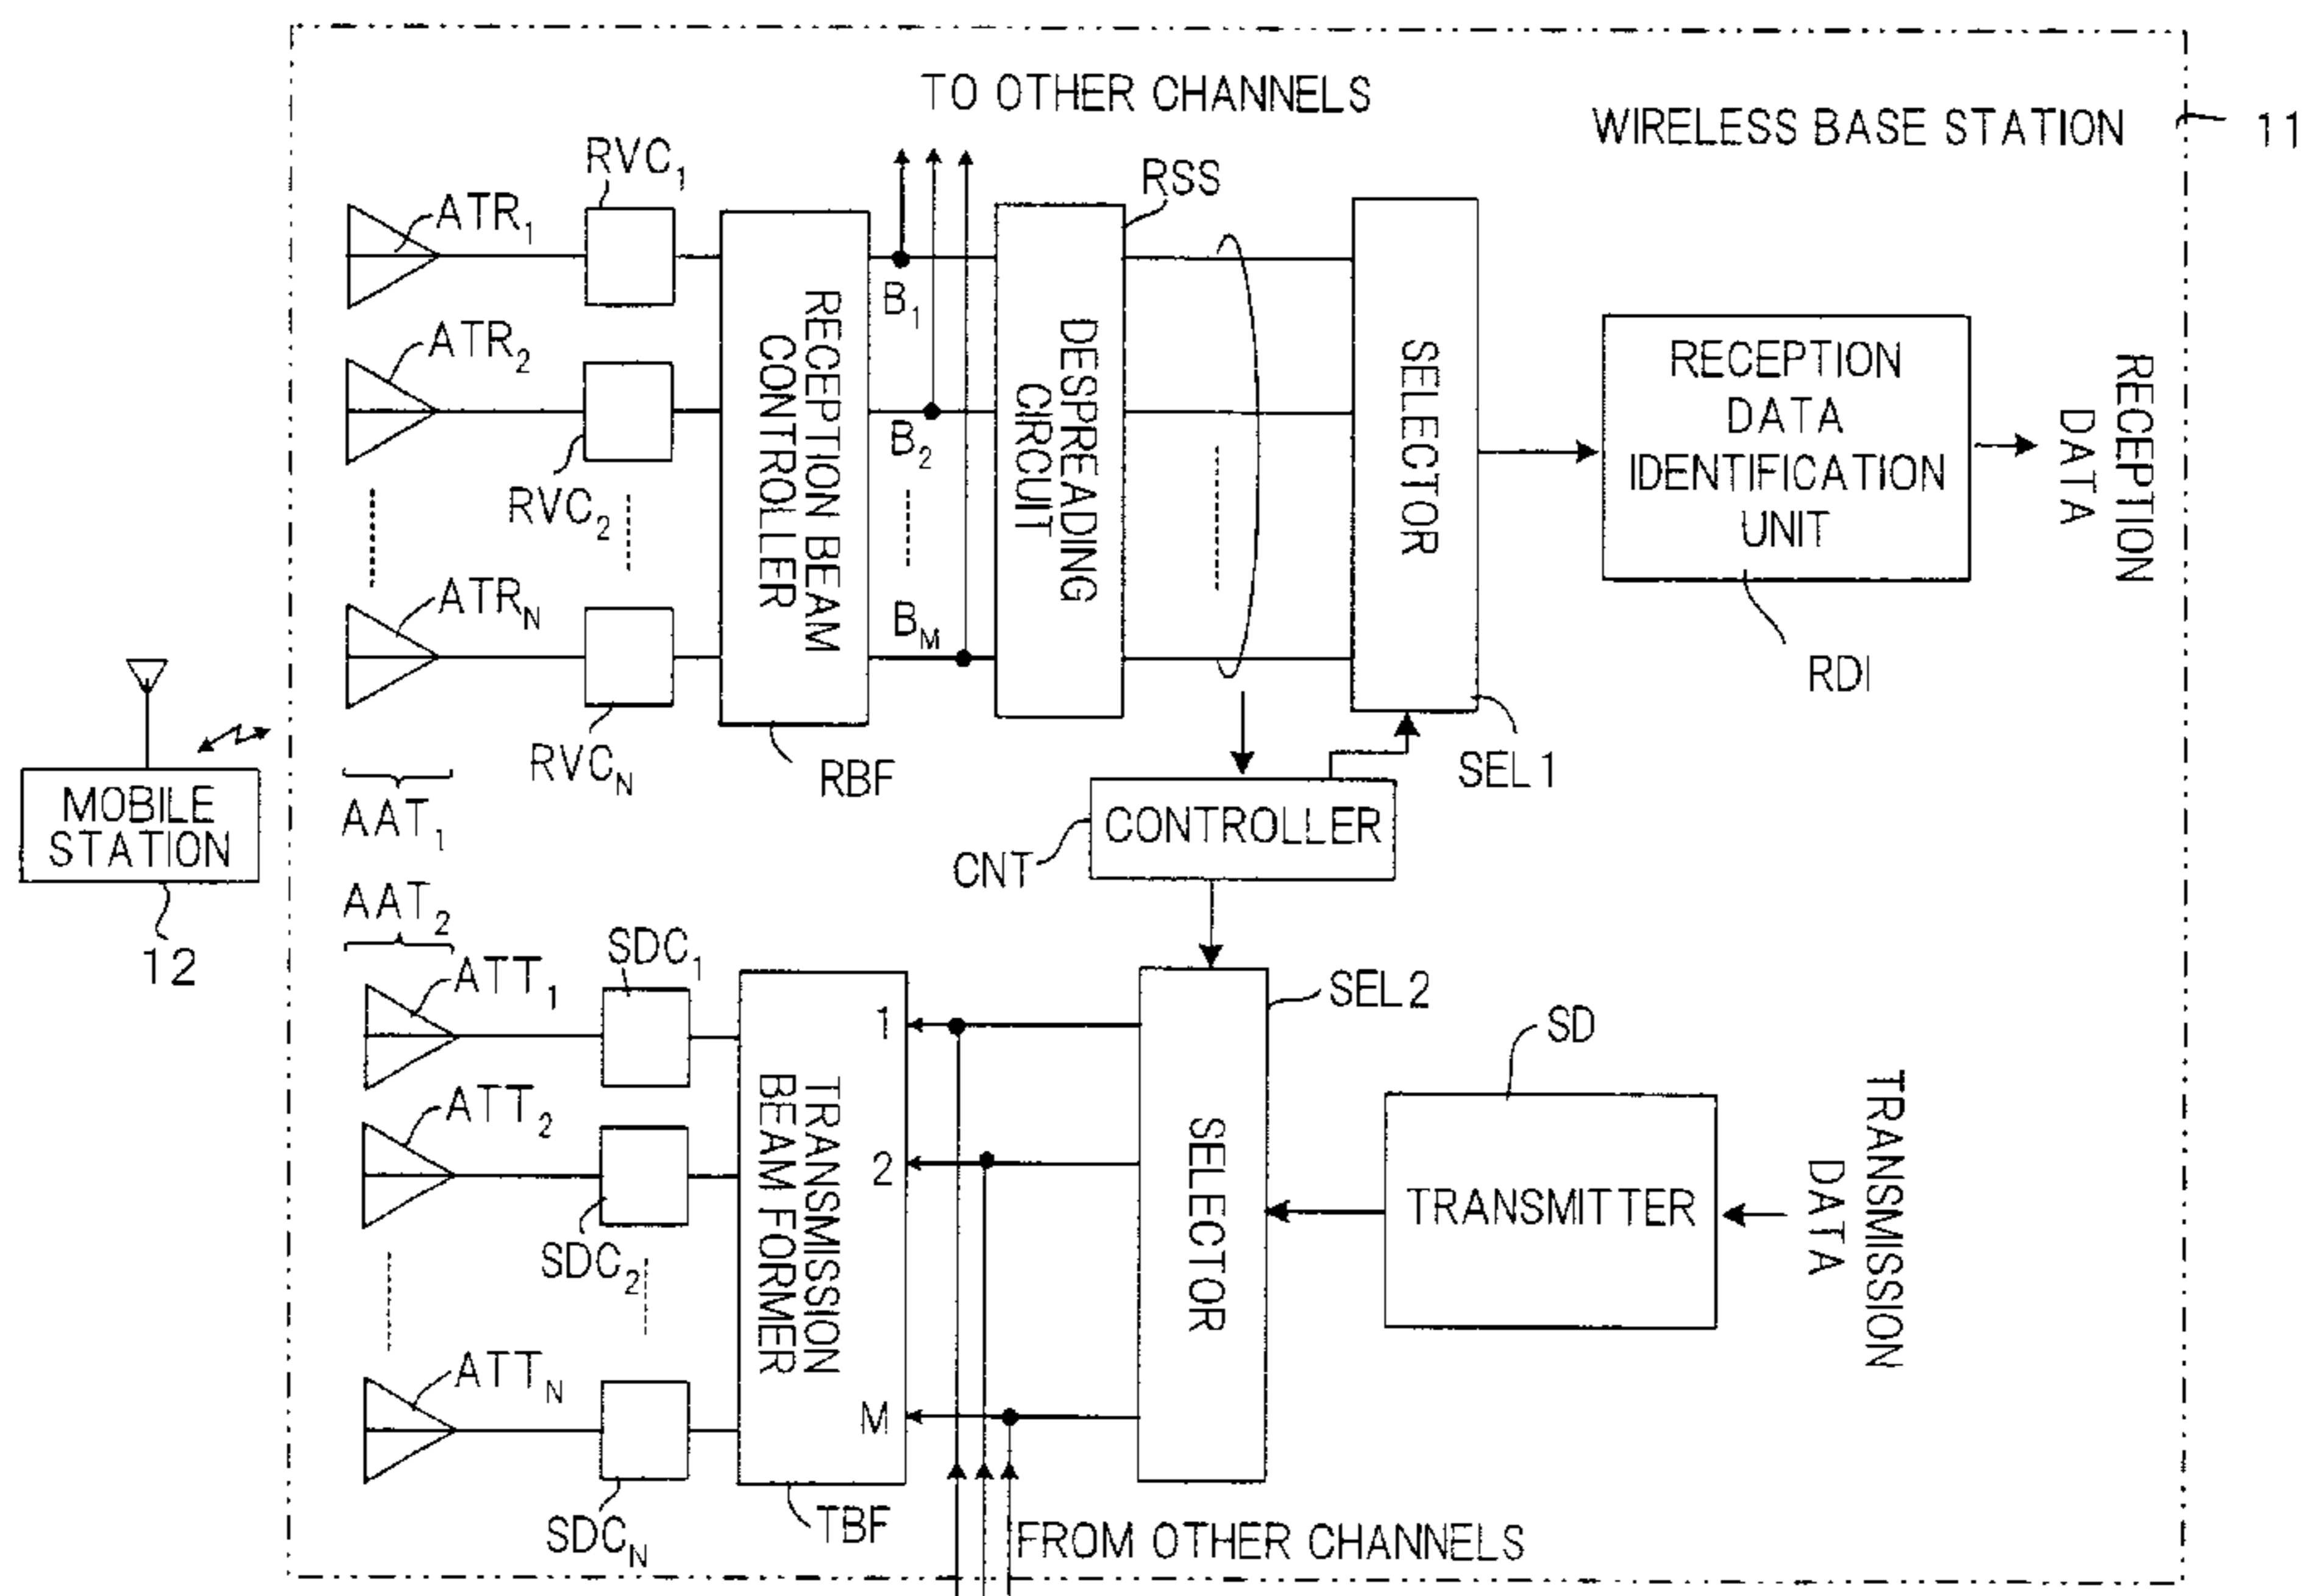 TO OTHER CHANNELS
WIRELESS BASE STATION
11
RVC1
RSS
ATR1
B1
RECEPTION BEAM
CONTROLLER
DESPREADING
CIRCUIT
SELECTOR
RECEPTION
DATA
IDENTIFICATION
UNIT
RECEPTION
DATA
ATR2
B2
RVC2
ATRN
BM
RDI
RVCN
RBF
SEL1
MOBILE
STATION
12
AAT1
CONTROLLER
CNT
AAT2
SDC1
ATT1
SEL2
SD
1
TRANSMISSION
BEAM FORMER
SELECTOR
TRANSMITTER
TRANSMISSION
DATA
ATT2
2
SDC2
ATTN
M
SDCN
TBF
FROM OTHER CHANNELS